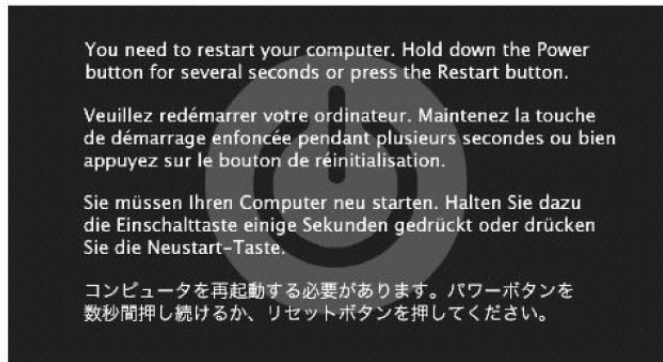 You need to restart your computer. Hold down the Power
button for several seconds or press the Restart button.
Veuillez redémarrer votre ordinateur. Maintenez la touche
de démarrage enfoncée pendant plusieurs secondes ou bien
appuyez sur le bouton de réinitialisation.
Sie müssen Ihren Computer neu starten. Halten Sie dazu
die Einschalttaste einige Sekunden gedrückt oder drücken
Sie die Neustart-Taste.
コンピュータを再起動する必要があります。パワーボタンを
数秒間押し続けるか、リセットボタンを押してください。